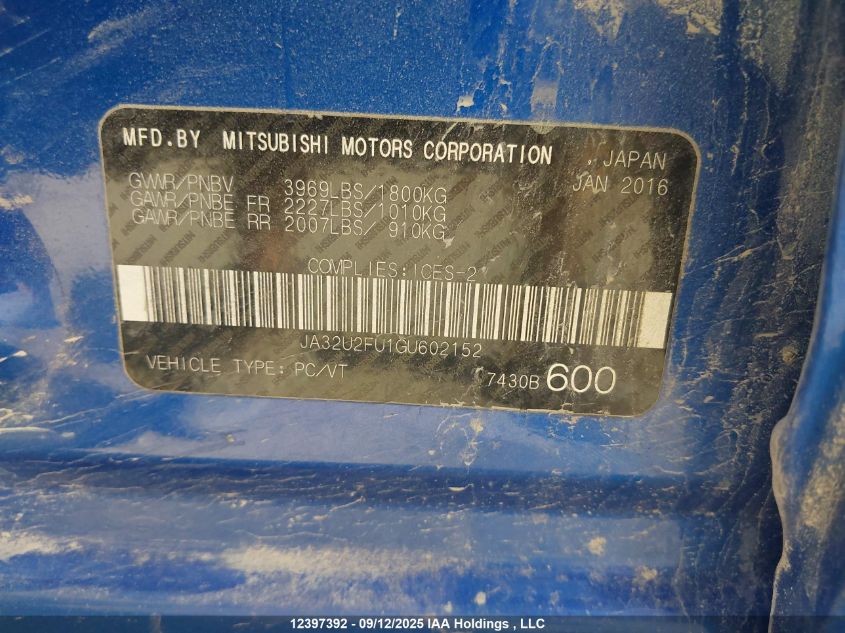 MFD.BY MITSUBISHI MOTORS CORPORATION , JAPAN
GVWR/PNBV 3969LBS/1800KG JAN 2016
GAWR/PNBE FR 2227LBS/1010KG
GAWR/PNBE RR 2007LBS/ 910KG
COMPLIES:ICES-2
JA32U2FU1GU602152
VEHICLE TYPE: PC/VT 7430B 600
12397392 - 09/12/2025 IAA Holdings , LLC